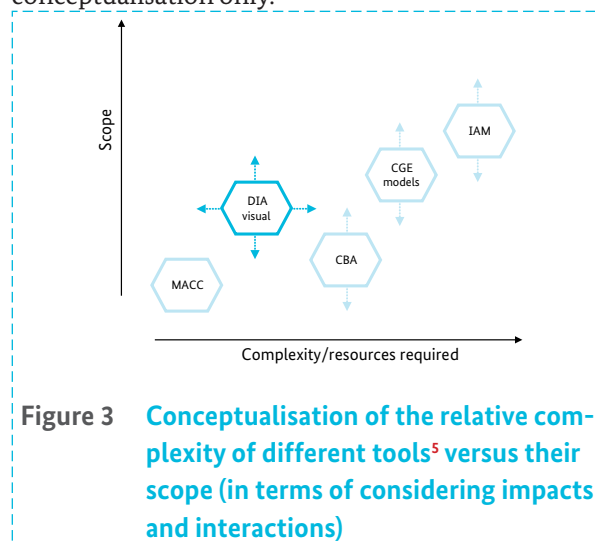 conceptualisation only.
Scope
IAM
CGE
models
DIA
visual
CBA
MACC
Complexity/resources required
Figure 3 Conceptualisation of the relative com-
plexity of different tools5 versus their
scope (in terms of considering impacts
and interactions)